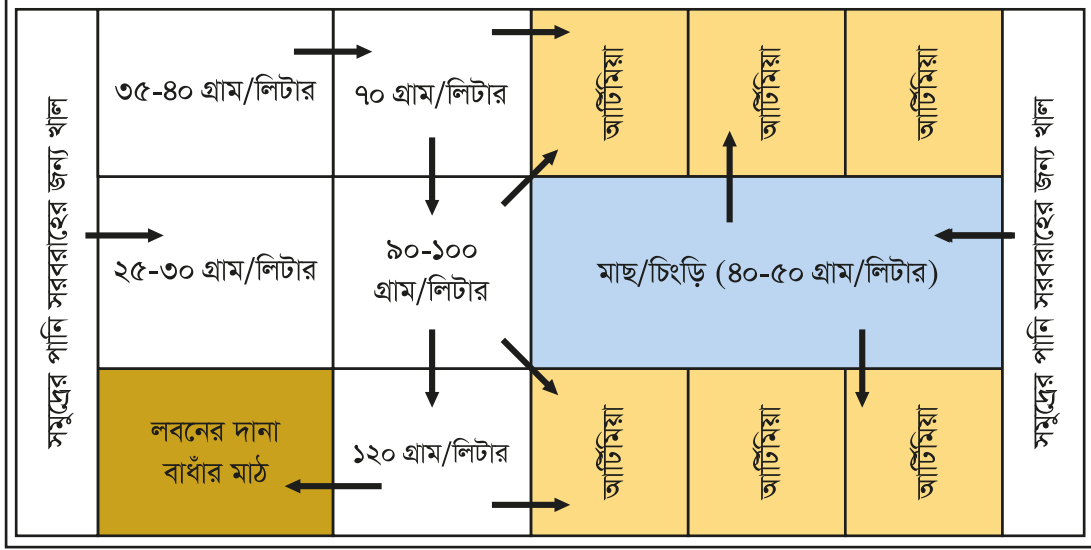 সমুদ্রের পানি সরবরাহের জন্য খাল
৩৫-৪০ গ্রাম/লিটার
৭০ গ্রাম/লিটার
আর্টিমিয়া
আর্টিমিয়া
আর্টিমিয়া
২৫-৩০ গ্রাম/লিটার
৯০-১০০
গ্রাম/লিটার
মাছ/চিংড়ি (৪০-৫০ গ্রাম/লিটার)
লবনের দানা
বাধাঁর মাঠ
১২০ গ্রাম/লিটার
আর্টিমিয়া
আর্টিমিয়া
আর্টিমিয়া
সমুদ্রের পানি সরবরাহের জন্য খাল